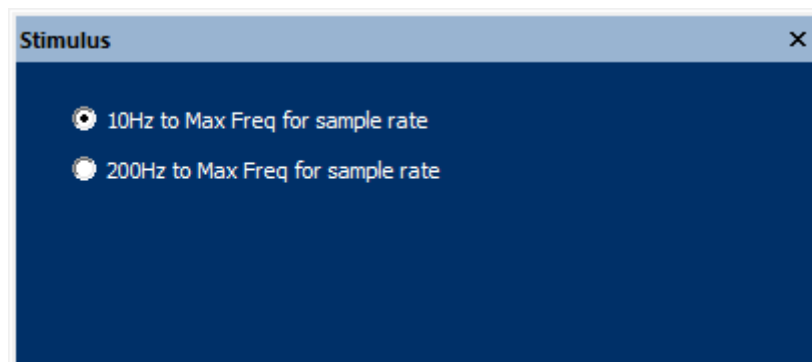 Stimulus
10Hz to Max Freq for sample rate
200Hz to Max Freq for sample rate